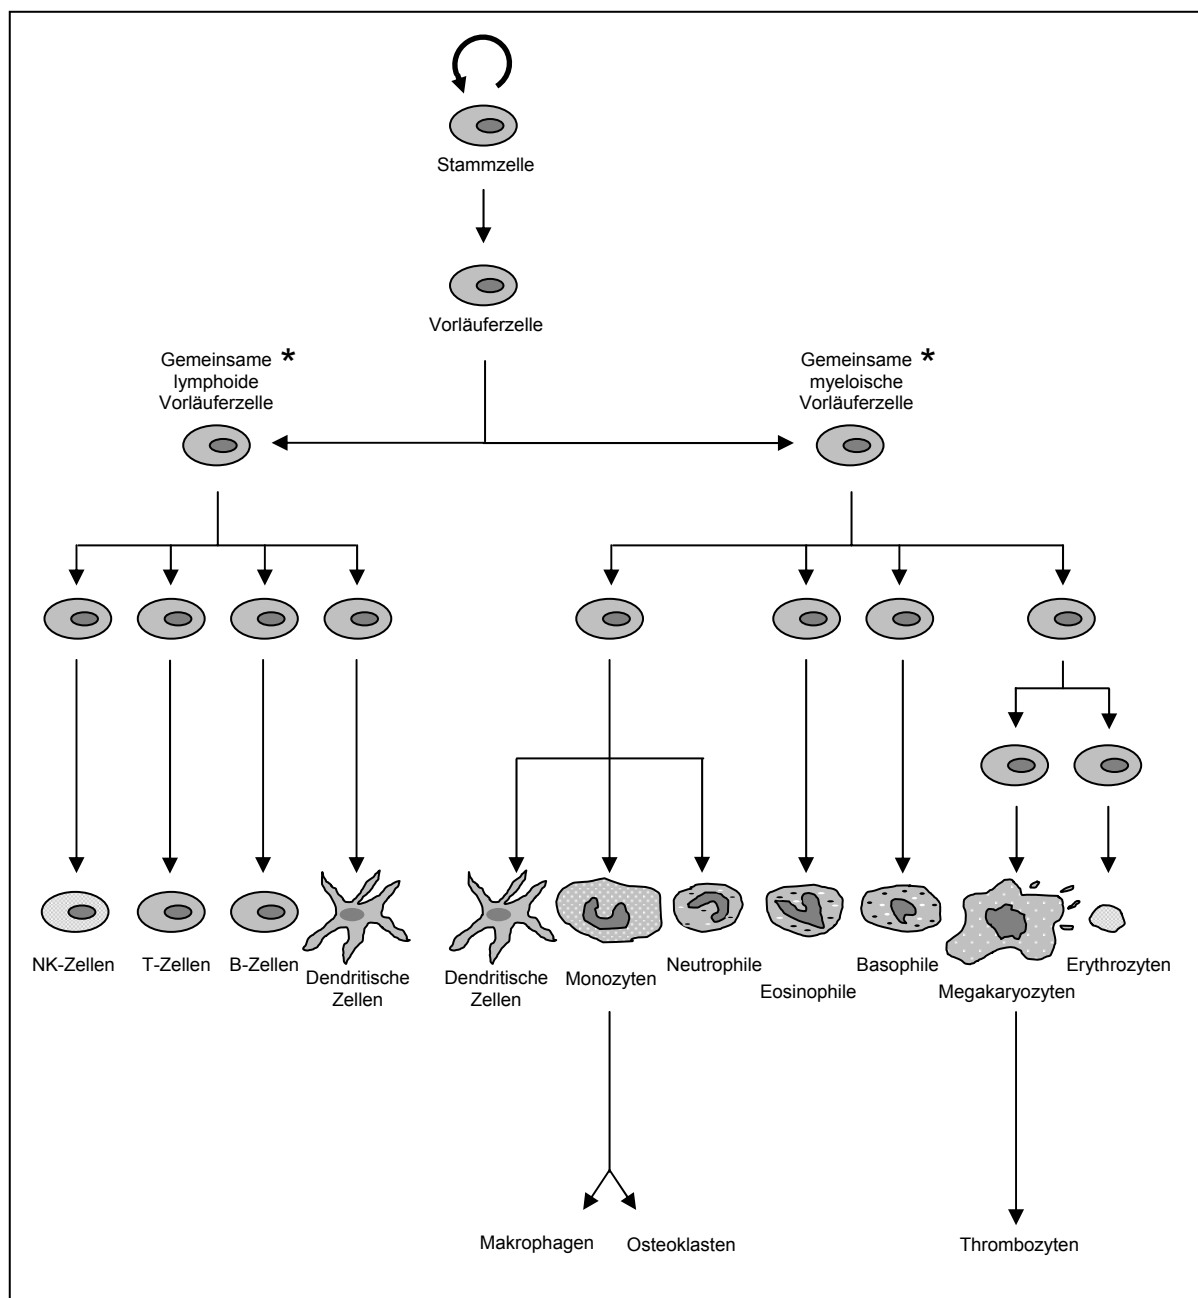 Stammzelle
Vorläuferzelle
Gemeinsame *
lymphoide
Vorläuferzelle
Gemeinsame *
myeloische
Vorläuferzelle
NK-Zellen
T-Zellen
B-Zellen
Dendritische
Zellen
Dendritische
Zellen
Monozyten
Neutrophile
Eosinophile
Basophile
Megakaryozyten
Erythrozyten
Makrophagen
Osteoklasten
Thrombozyten